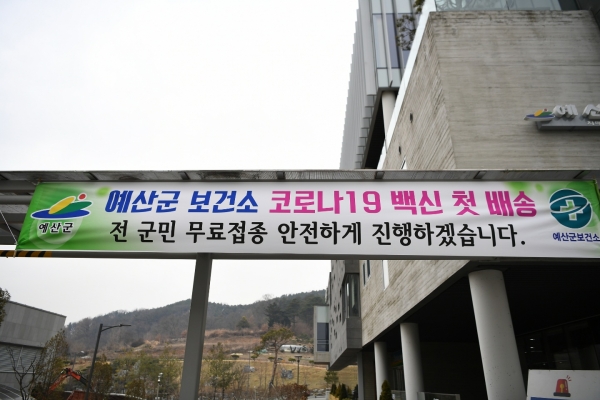 예산군 보건소 코로나19 백신 첫 배송
전 군민 무료접종 안전하게 진행하겠습니다.
예산군
예산군보건소
예산